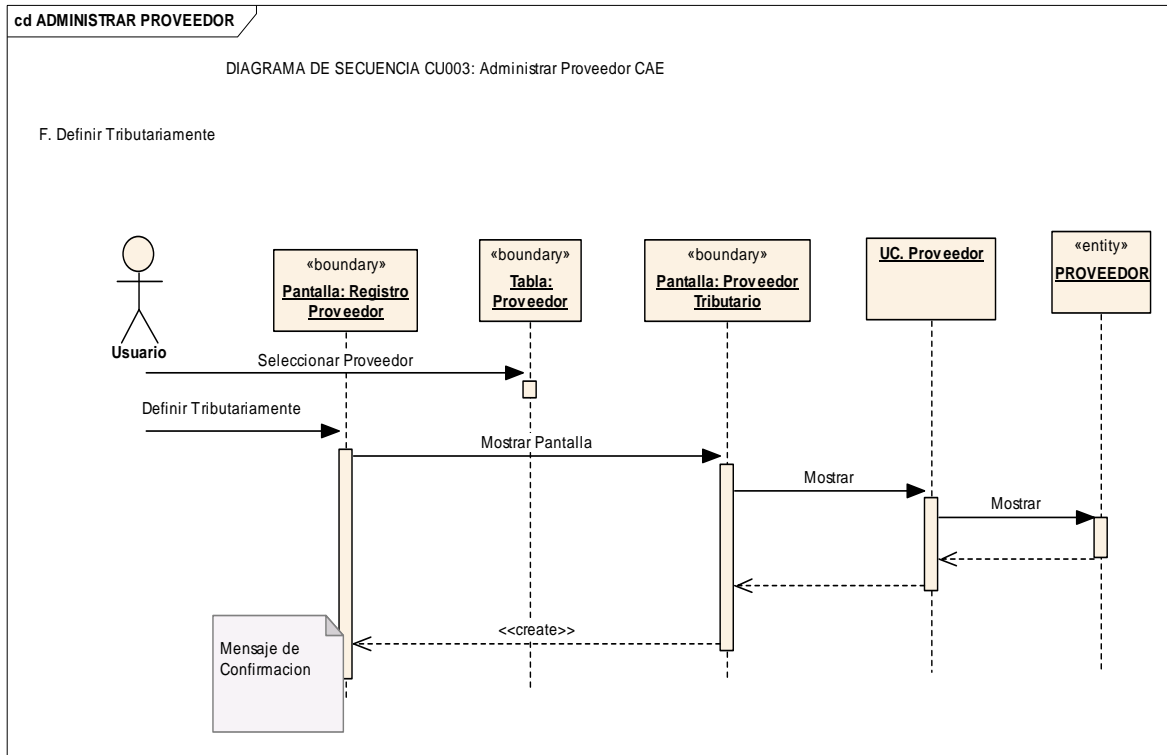 cd ADMINISTRAR PROVEEDOR
DIAGRAMA DE SECUENCIA CU003: Administrar Proveedor CAE
F. Definir Tributariamente
Usuario
«boundary»
Pantalla: Registro
Proveedor
«boundary»
Tabla:
Proveedor
«boundary»
Pantalla: Proveedor
Tributario
UC. Proveedor
«entity»
PROVEEDOR
Seleccionar Proveedor
Definir Tributariamente
Mostrar Pantalla
Mostrar
Mostrar
<<create>>
Mensaje de
Confirmacion